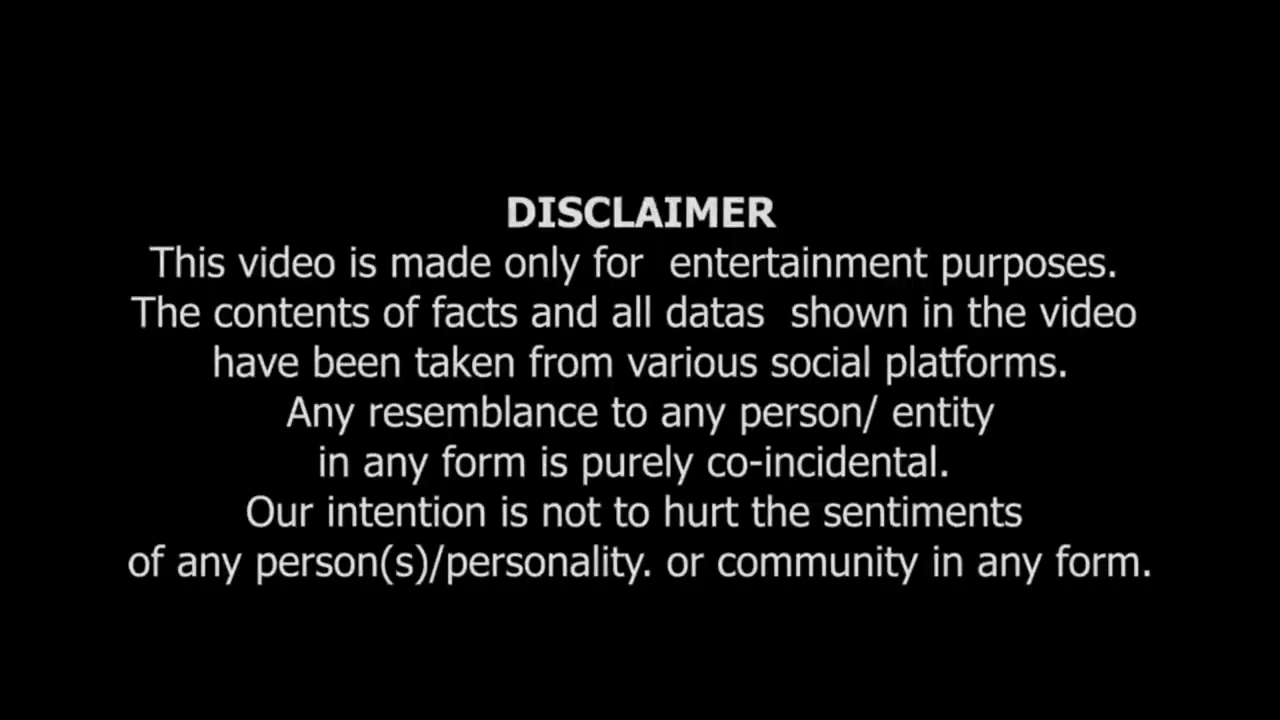 DISCLAIMER
This video is made only for  entertainment purposes.
The contents of facts and all datas  shown in the video
have been taken from various social platforms.
Any resemblance to any person/ entity
in any form is purely co-incidental.
Our intention is not to hurt the sentiments
of any person(s)/personality. or community in any form.